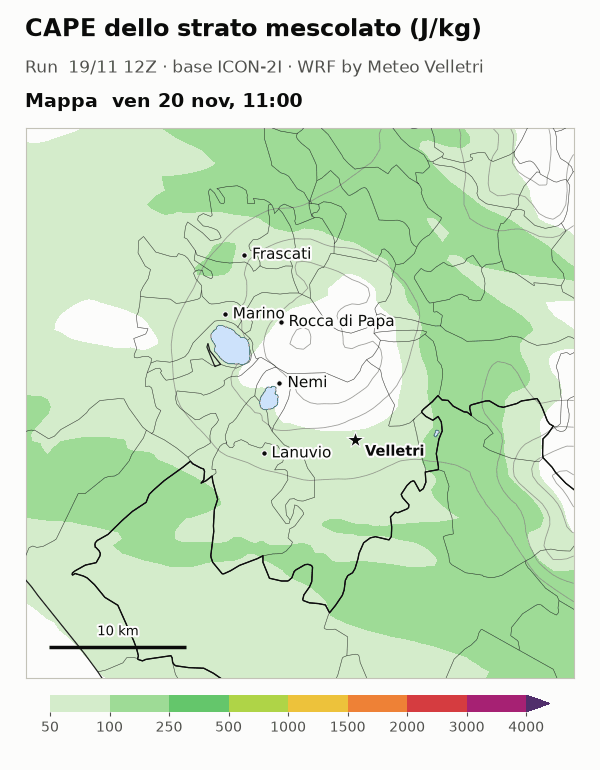 CAPE dello strato mescolato (J/kg)
Run  19/11 12Z · base ICON-2I · WRF by Meteo Velletri
Mappa  ven 20 nov, 11:00
Frascati
Marino
Rocca di Papa
Nemi
Velletri
Lanuvio
10 km
50 100 250 500 1000 1500 2000 3000 4000